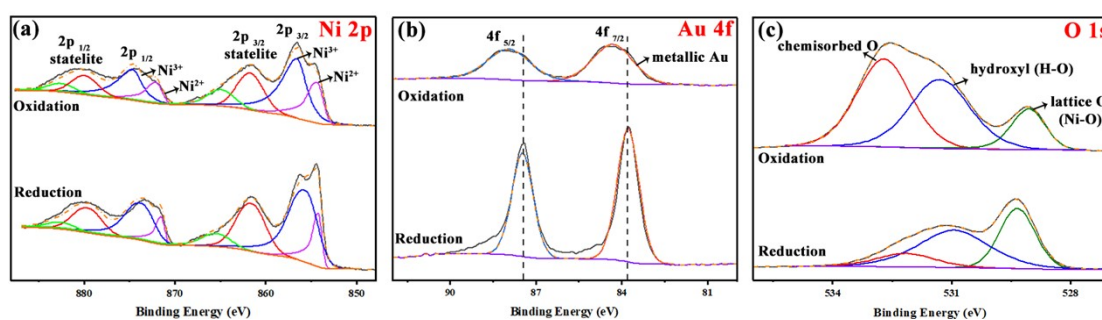 (a)
Ni 2p
2p 1/2
statelite
2p 1/2
Ni3+
Ni2+
2p 3/2
statelite
2p 3/2
Ni3+
Ni2+
Oxidation
Reduction
880
870
860
850
Binding Energy (eV)
(b)
Au 4f
4f 5/2
4f 7/2
metallic Au
Oxidation
Reduction
90
87
84
81
Binding Energy (eV)
(c)
O 1s
chemisorbed O
hydroxyl (H-O)
lattice O
(Ni-O)
Oxidation
Reduction
534
531
528
Binding Energy (eV)